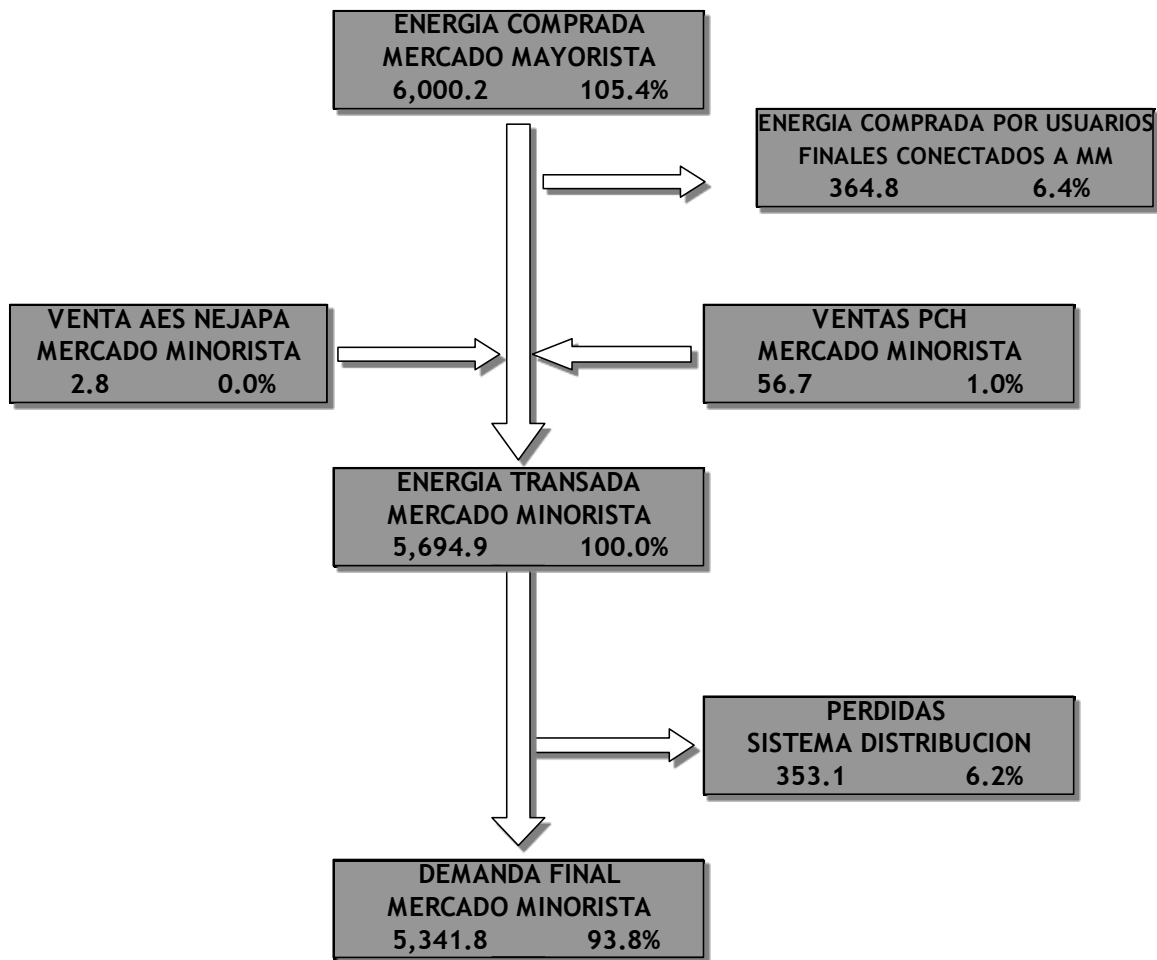 ENERGIA COMPRADA
MERCADO MAYORISTA
6,000.2 105.4%
ENERGIA COMPRADA POR USUARIOS
FINALES CONECTADOS A MM
364.8 6.4%
VENTA AES NEJAPA
MERCADO MINORISTA
2.8 0.0%
VENTAS PCH
MERCADO MINORISTA
56.7 1.0%
ENERGIA TRANSADA
MERCADO MINORISTA
5,694.9 100.0%
PERDIDAS
SISTEMA DISTRIBUCION
353.1 6.2%
DEMANDA FINAL
MERCADO MINORISTA
5,341.8 93.8%